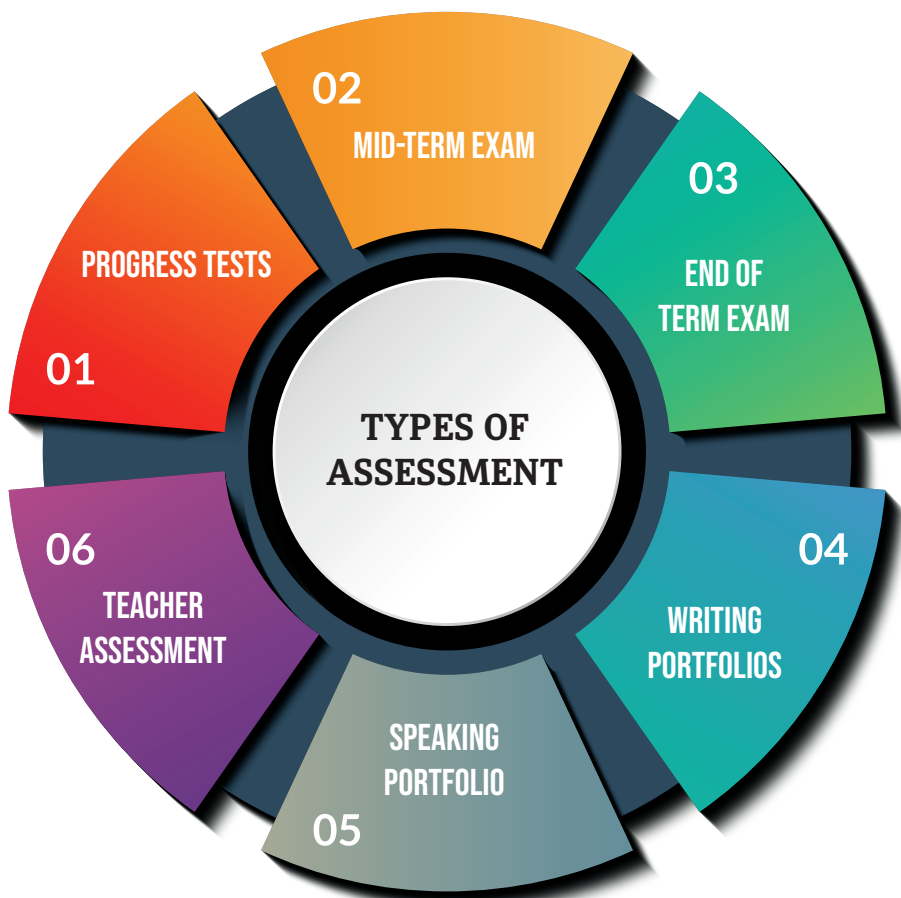 TYPES OF
ASSESSMENT
PROGRESS TESTS
01
02
MID-TERM EXAM
03
END OF
TERM EXAM
04
WRITING
PORTFOLIOS
SPEAKING
PORTFOLIO
05
06
TEACHER
ASSESSMENT